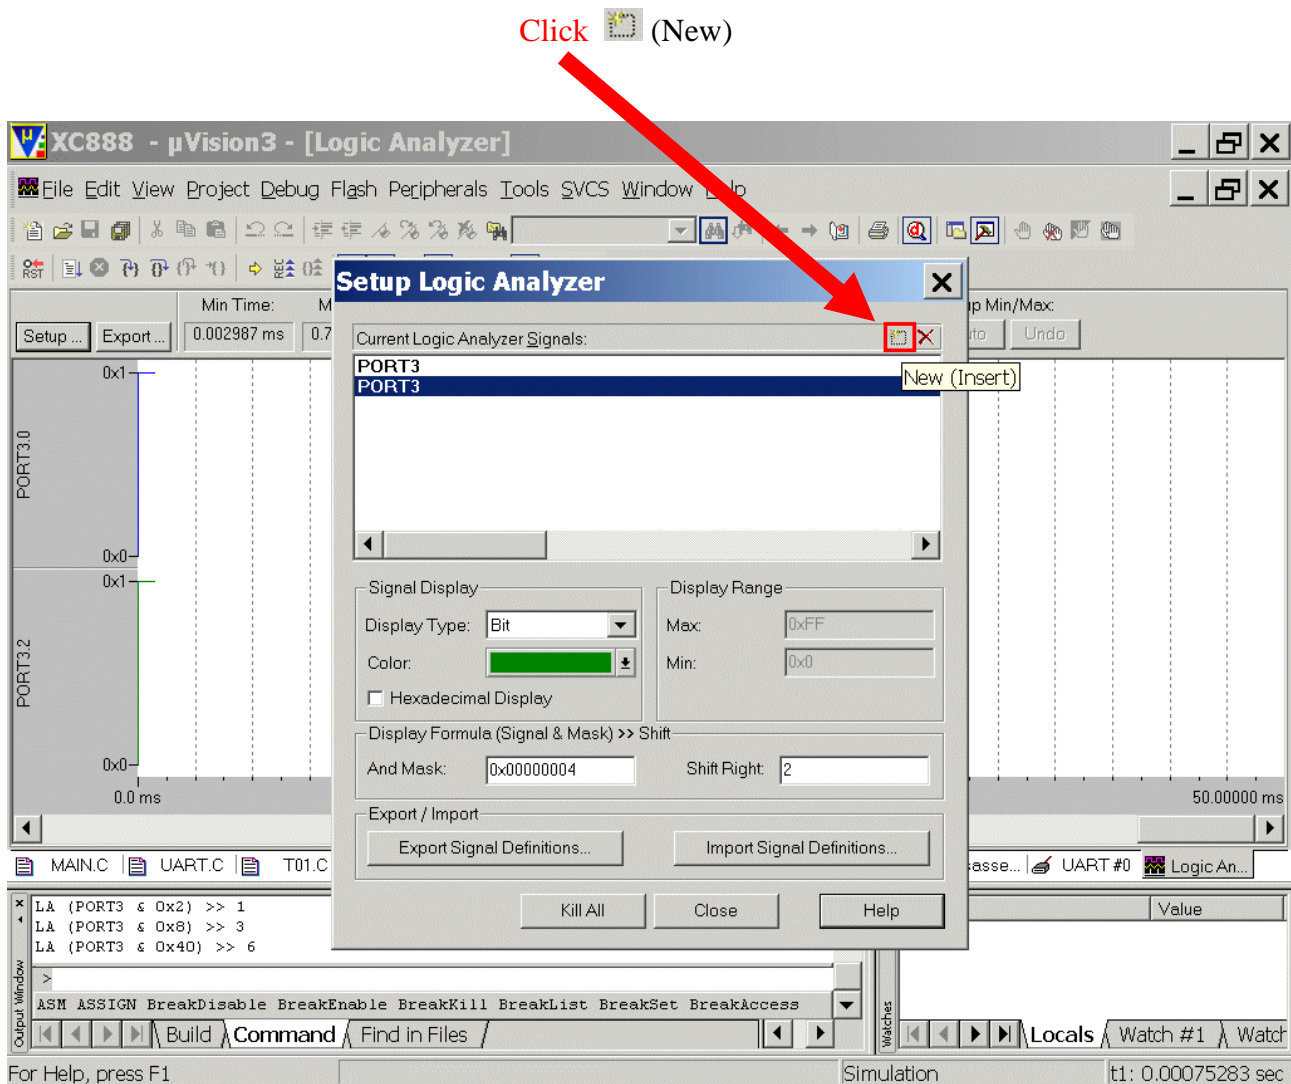 Click (New)
XC888 - µVision3 - [Logic Analyzer]
File Edit View Project Debug Flash Peripherals Tools SVCS Window
RST
Setup Logic Analyzer
Min Time:
Setup ... Export ... 0.002987 ms 0.7
Min/Max:
Undo
Current Logic Analyzer Signals:
PORT3
PORT3
New (Insert)
0x1
PORT3.0
0x0
0x1
PORT3.2
0x0
0.0 ms
50.00000 ms
Signal Display
Display Type: Bit
Color:
Hexadecimal Display
Display Range
Max: 0xFF
Min: 0x0
Display Formula (Signal & Mask) >> Shift
And Mask: 0x00000004 Shift Right: 2
Export / Import
Export Signal Definitions... Import Signal Definitions...
Kill All Close Help
MAIN.C UART.C T01.C
asse... UART #0 Logic An...
LA (PORT3 & 0x2) >> 1
LA (PORT3 & 0x8) >> 3
LA (PORT3 & 0x40) >> 6
>
ASM ASSIGN BreakDisable BreakEnable BreakKill BreakList BreakSet BreakAccess
Output Window
Build Command Find in Files
Value
Watches
Locals Watch #1 Watch
For Help, press F1
Simulation
t1: 0.00075283 sec